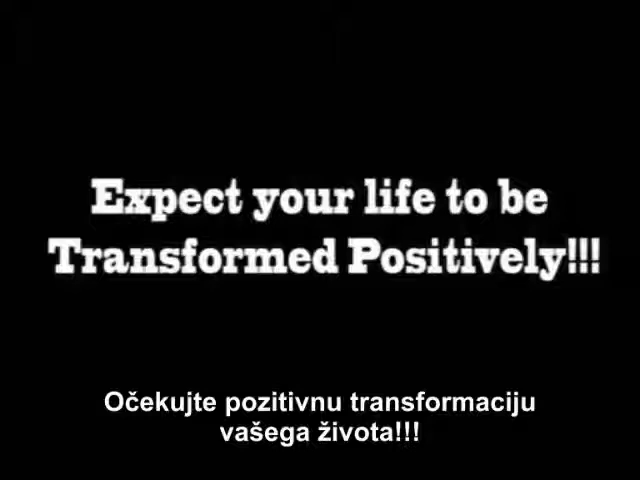 Expect your life to be
Transformed Positively!!!
Očekujte pozitivnu transformaciju
vašega života!!!